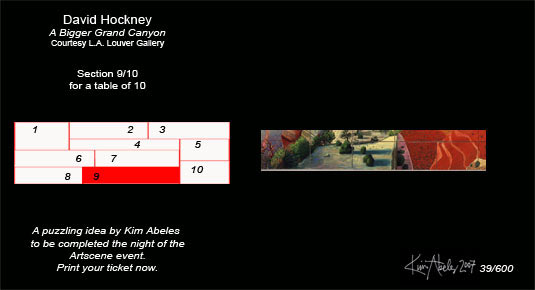 David Hockney
A Bigger Grand Canyon
Courtesy L.A. Louver Gallery
Section 9/10
for a table of 10
1 2 3
4 5
6 7
8 9 10
A puzzling idea by Kim Abeles
to be completed the night of the
Artscene event.
Print your ticket now.
Kim Abeles 2007 39/600